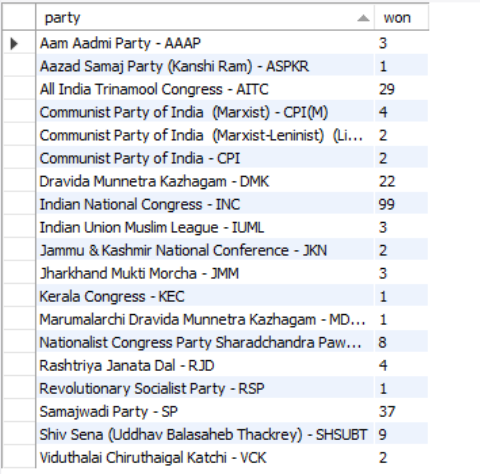 party won
Aam Aadmi Party - AAAP 3
Aazad Samaj Party (Kanshi Ram) - ASPKR 1
All India Trinamool Congress - AITC 29
Communist Party of India  (Marxist) - CPI(M) 4
Communist Party of India  (Marxist-Leninist)  (Li... 2
Communist Party of India - CPI 2
Dravida Munnetra Kazhagam - DMK 22
Indian National Congress - INC 99
Indian Union Muslim League - IUML 3
Jammu & Kashmir National Conference - JKN 2
Jharkhand Mukti Morcha - JMM 3
Kerala Congress - KEC 1
Marumalarchi Dravida Munnetra Kazhagam - MD... 1
Nationalist Congress Party Sharadchandra Paw... 8
Rashtriya Janata Dal - RJD 4
Revolutionary Socialist Party - RSP 1
Samajwadi Party - SP 37
Shiv Sena (Uddhav Balasaheb Thackrey) - SHSUBT 9
Viduthalai Chiruthaigal Katchi - VCK 2